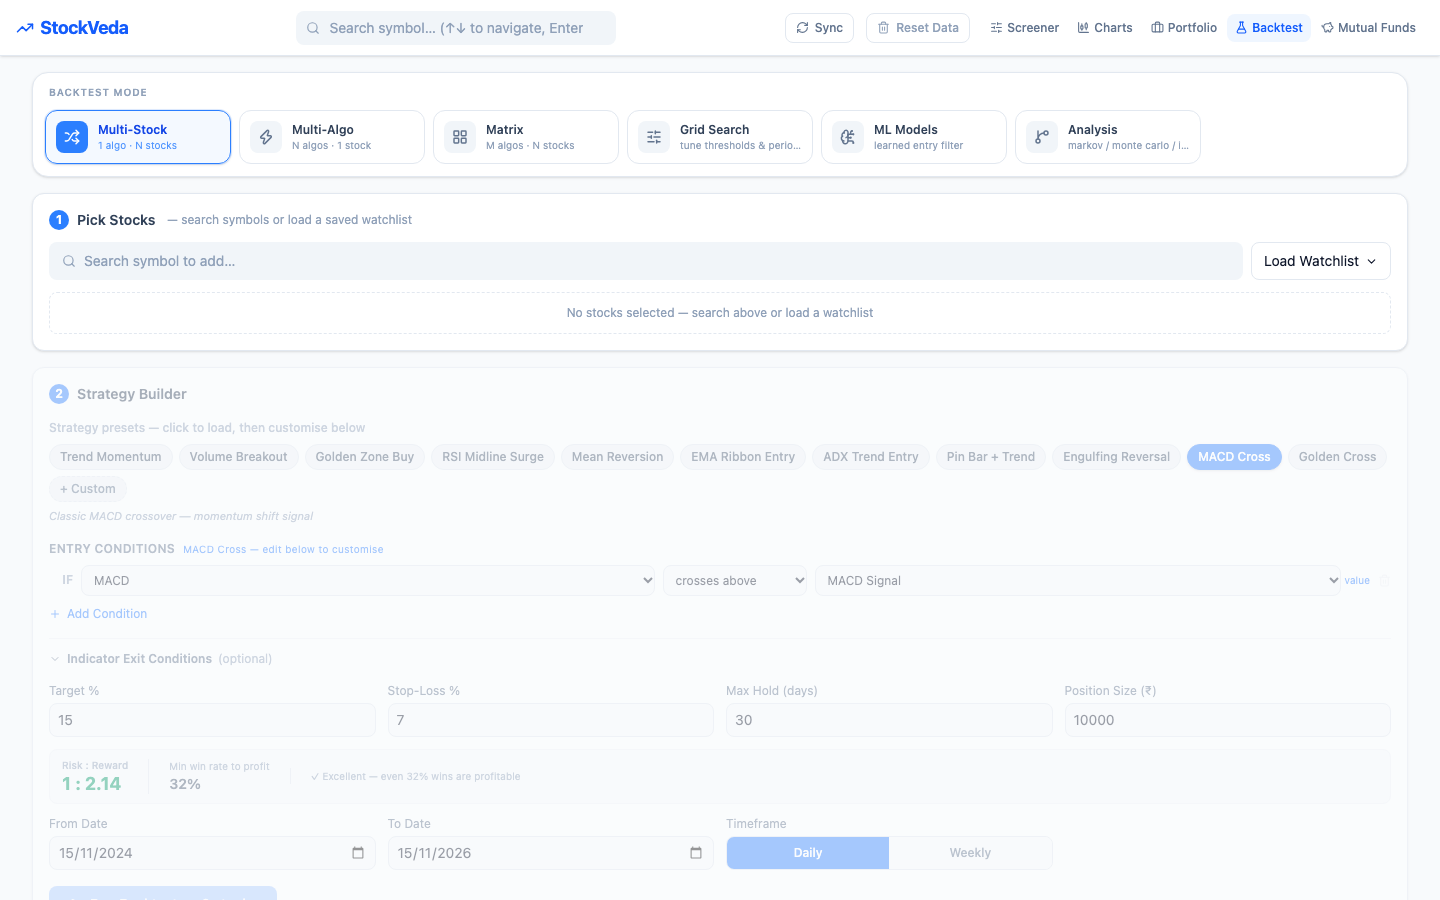 StockVeda
Search symbol... (↑↓ to navigate, Enter
Sync
Reset Data
Screener
Charts
Portfolio
Backtest
Mutual Funds
BACKTEST MODE
Multi-Stock
1 algo · N stocks
Multi-Algo
N algos · 1 stock
Matrix
M algos · N stocks
Grid Search
tune thresholds & perio...
ML Models
learned entry filter
Analysis
markov / monte carlo / i...
1 Pick Stocks — search symbols or load a saved watchlist
Search symbol to add...
Load Watchlist
No stocks selected — search above or load a watchlist
2 Strategy Builder
Strategy presets — click to load, then customise below
Trend Momentum
Volume Breakout
Golden Zone Buy
RSI Midline Surge
Mean Reversion
EMA Ribbon Entry
ADX Trend Entry
Pin Bar + Trend
Engulfing Reversal
MACD Cross
Golden Cross
+ Custom
Classic MACD crossover — momentum shift signal
ENTRY CONDITIONS MACD Cross — edit below to customise
IF MACD crosses above MACD Signal value
+ Add Condition
Indicator Exit Conditions (optional)
Target % Stop-Loss % Max Hold (days) Position Size (₹)
15 7 30 10000
Risk : Reward
1 : 2.14
Min win rate to profit
32%
✓ Excellent — even 32% wins are profitable
From Date To Date Timeframe
15/11/2024 15/11/2026 Daily Weekly